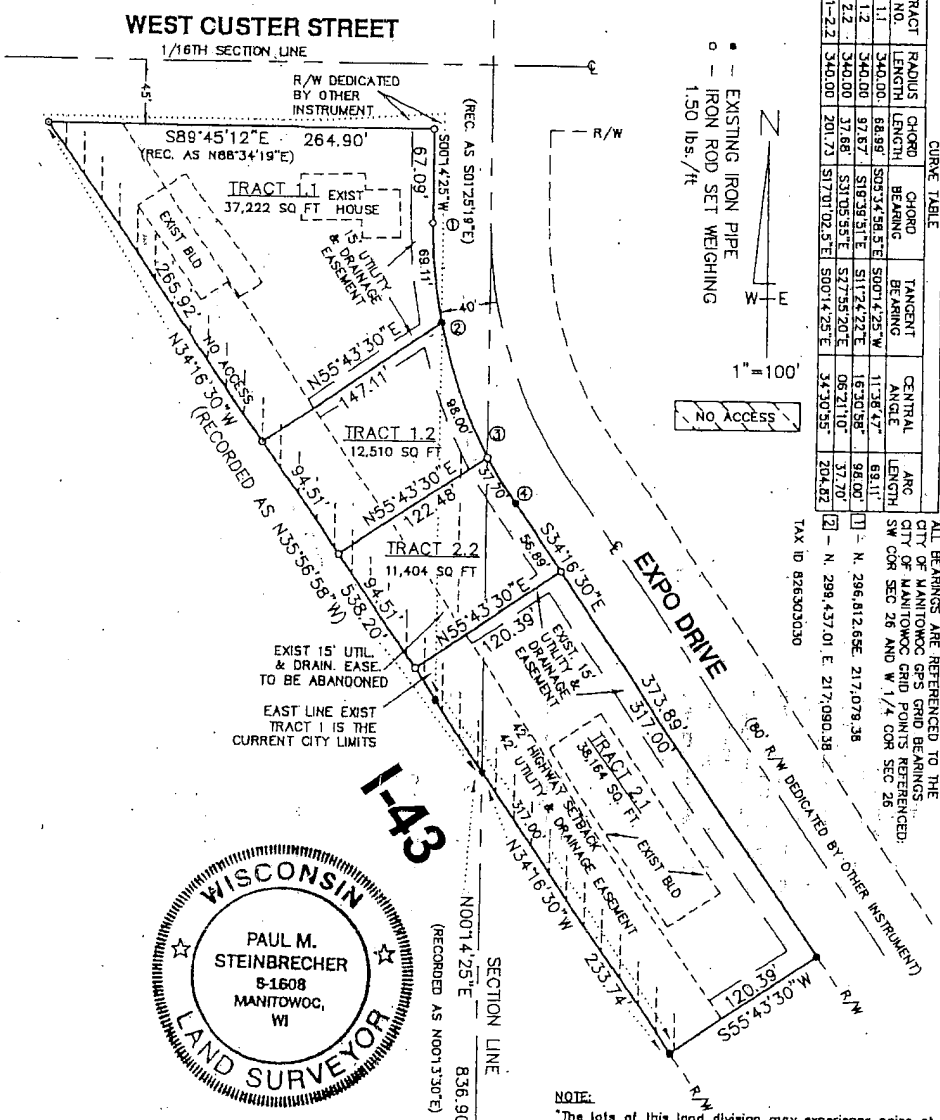 WEST CUSTER STREET
1/16TH SECTION LINE
R/W DEDICATED
BY OTHER
INSTRUMENT
45'
S89°45'12"E 264.90'
(REC. AS N88°34'19"E)
(REC. AS S01°25'19"E)
S00°14'25"W
67.09'
①
69.11'
TRACT 1.1
37,222 SQ FT
EXIST
HOUSE
EXIST BLD
15' UTILITY
& DRAINAGE
EASEMENT
265.92'
NO ACCESS
N34°16'30"W
(RECORDED AS N35°56'58"W)
40'
②
N55°43'30"E
147.11'
TRACT 1.2
12,510 SQ FT
98.00'
③
94.51'
N55°43'30"E
122.48'
37.70'
④
TRACT 2.2
11,404 SQ FT
56.89'
S34°16'30"E
94.51'
538.20'
N55°43'30"E
120.39'
EXIST 15' UTIL.
& DRAIN. EASE.
TO BE ABANDONED
EAST LINE EXIST
TRACT 1 IS THE
CURRENT CITY LIMITS
EXIST. 15'
UTILITY &
DRAINAGE
EASEMENT
373.89'
317.00'
TRACT 2.1
38,164 SQ. FT.
EXIST BLD
42' HIGHWAY SETBACK
42' UTILITY & DRAINAGE EASEMENT
317.00'
N34°16'30"W
233.74'
120.39'
S55°43'30"W
R/W
R/W
R/W
EXPO DRIVE
(80' R/W DEDICATED BY OTHER INSTRUMENT)
I-43
SECTION LINE
N00°14'25"E 836.90
(RECORDED AS N00°13'30"E)
WISCONSIN
PAUL M.
STEINBRECHER
S-1608
MANITOWOC,
WI
LAND SURVEYOR
• - EXISTING IRON PIPE
o - IRON ROD SET WEIGHING
1.50 lbs./ft
N
W E
1"=100'
NO ACCESS
CURVE TABLE
RACT NO. RADIUS LENGTH CHORD LENGTH CHORD BEARING TANGENT BEARING CENTRAL ANGLE ARC LENGTH
1.1 340.00 68.99' S05°34'58.5"E S00°14'25"W 11°38'47" 69.11'
1.2 340.00 97.67' S19°39'51"E S11°24'22"E 16°30'58" 98.00'
2.2 340.00 37.68' S31°05'55"E S27°55'20"E 06°21'10" 37.70'
1-2.2 340.00 201.73 S17°01'02.5"E S00°14'25"E 34°30'55" 204.82
ALL BEARINGS ARE REFERENCED TO THE
CITY OF MANITOWOC GPS GRID BEARINGS
CITY OF MANITOWOC GRID POINTS REFERENCED:
SW COR SEC 26 AND W 1/4 COR SEC 26
1 - N. 296,812.65E. 217,079.38
2 - N. 299,437.01 E. 217,090.38
TAX ID 826303030
NOTE:
"The lots of this land division may experience noise at